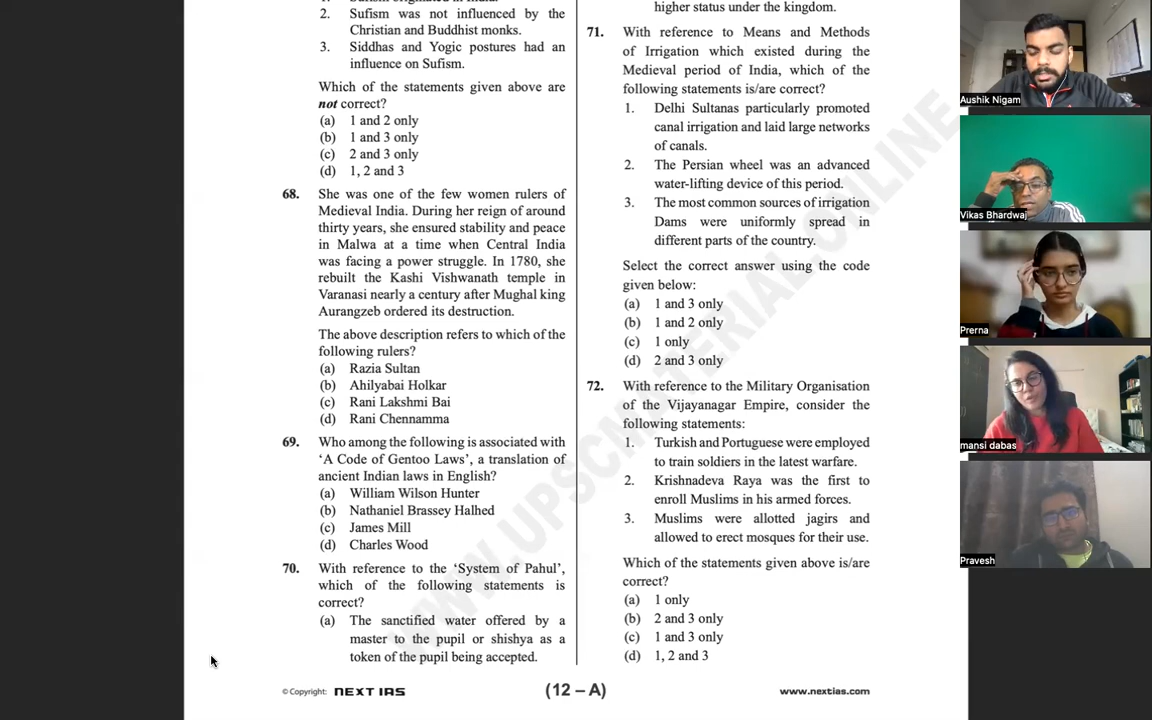 1. Sufism originated in India.
2. Sufism was not influenced by the
Christian and Buddhist monks.
3. Siddhas and Yogic postures had an
influence on Sufism.
Which of the statements given above are
not correct?
(a) 1 and 2 only
(b) 1 and 3 only
(c) 2 and 3 only
(d) 1, 2 and 3
68. She was one of the few women rulers of
Medieval India. During her reign of around
thirty years, she ensured stability and peace
in Malwa at a time when Central India
was facing a power struggle. In 1780, she
rebuilt the Kashi Vishwanath temple in
Varanasi nearly a century after Mughal king
Aurangzeb ordered its destruction.
The above description refers to which of the
following rulers?
(a) Razia Sultan
(b) Ahilyabai Holkar
(c) Rani Lakshmi Bai
(d) Rani Chennamma
69. Who among the following is associated with
‘A Code of Gentoo Laws’, a translation of
ancient Indian laws in English?
(a) William Wilson Hunter
(b) Nathaniel Brassey Halhed
(c) James Mill
(d) Charles Wood
70. With reference to the ‘System of Pahul’,
which of the following statements is
correct?
(a) The sanctified water offered by a
master to the pupil or shishya as a
token of the pupil being accepted.
higher status under the kingdom.
71. With reference to Means and Methods
of Irrigation which existed during the
Medieval period of India, which of the
following statements is/are correct?
1. Delhi Sultanas particularly promoted
canal irrigation and laid large networks
of canals.
2. The Persian wheel was an advanced
water-lifting device of this period.
3. The most common sources of irrigation
Dams were uniformly spread in
different parts of the country.
Select the correct answer using the code
given below:
(a) 1 and 3 only
(b) 1 and 2 only
(c) 1 only
(d) 2 and 3 only
72. With reference to the Military Organisation
of the Vijayanagar Empire, consider the
following statements:
1. Turkish and Portuguese were employed
to train soldiers in the latest warfare.
2. Krishnadeva Raya was the first to
enroll Muslims in his armed forces.
3. Muslims were allotted jagirs and
allowed to erect mosques for their use.
Which of the statements given above is/are
correct?
(a) 1 only
(b) 2 and 3 only
(c) 1 and 3 only
(d) 1, 2 and 3
WWW.UPSCMATERIAL.ONLINE
© Copyright: NEXT IAS
(12 – A)
www.nextias.com
Aushik Nigam
Vikas Bhardwaj
Prerna
mansi dabas
Pravesh